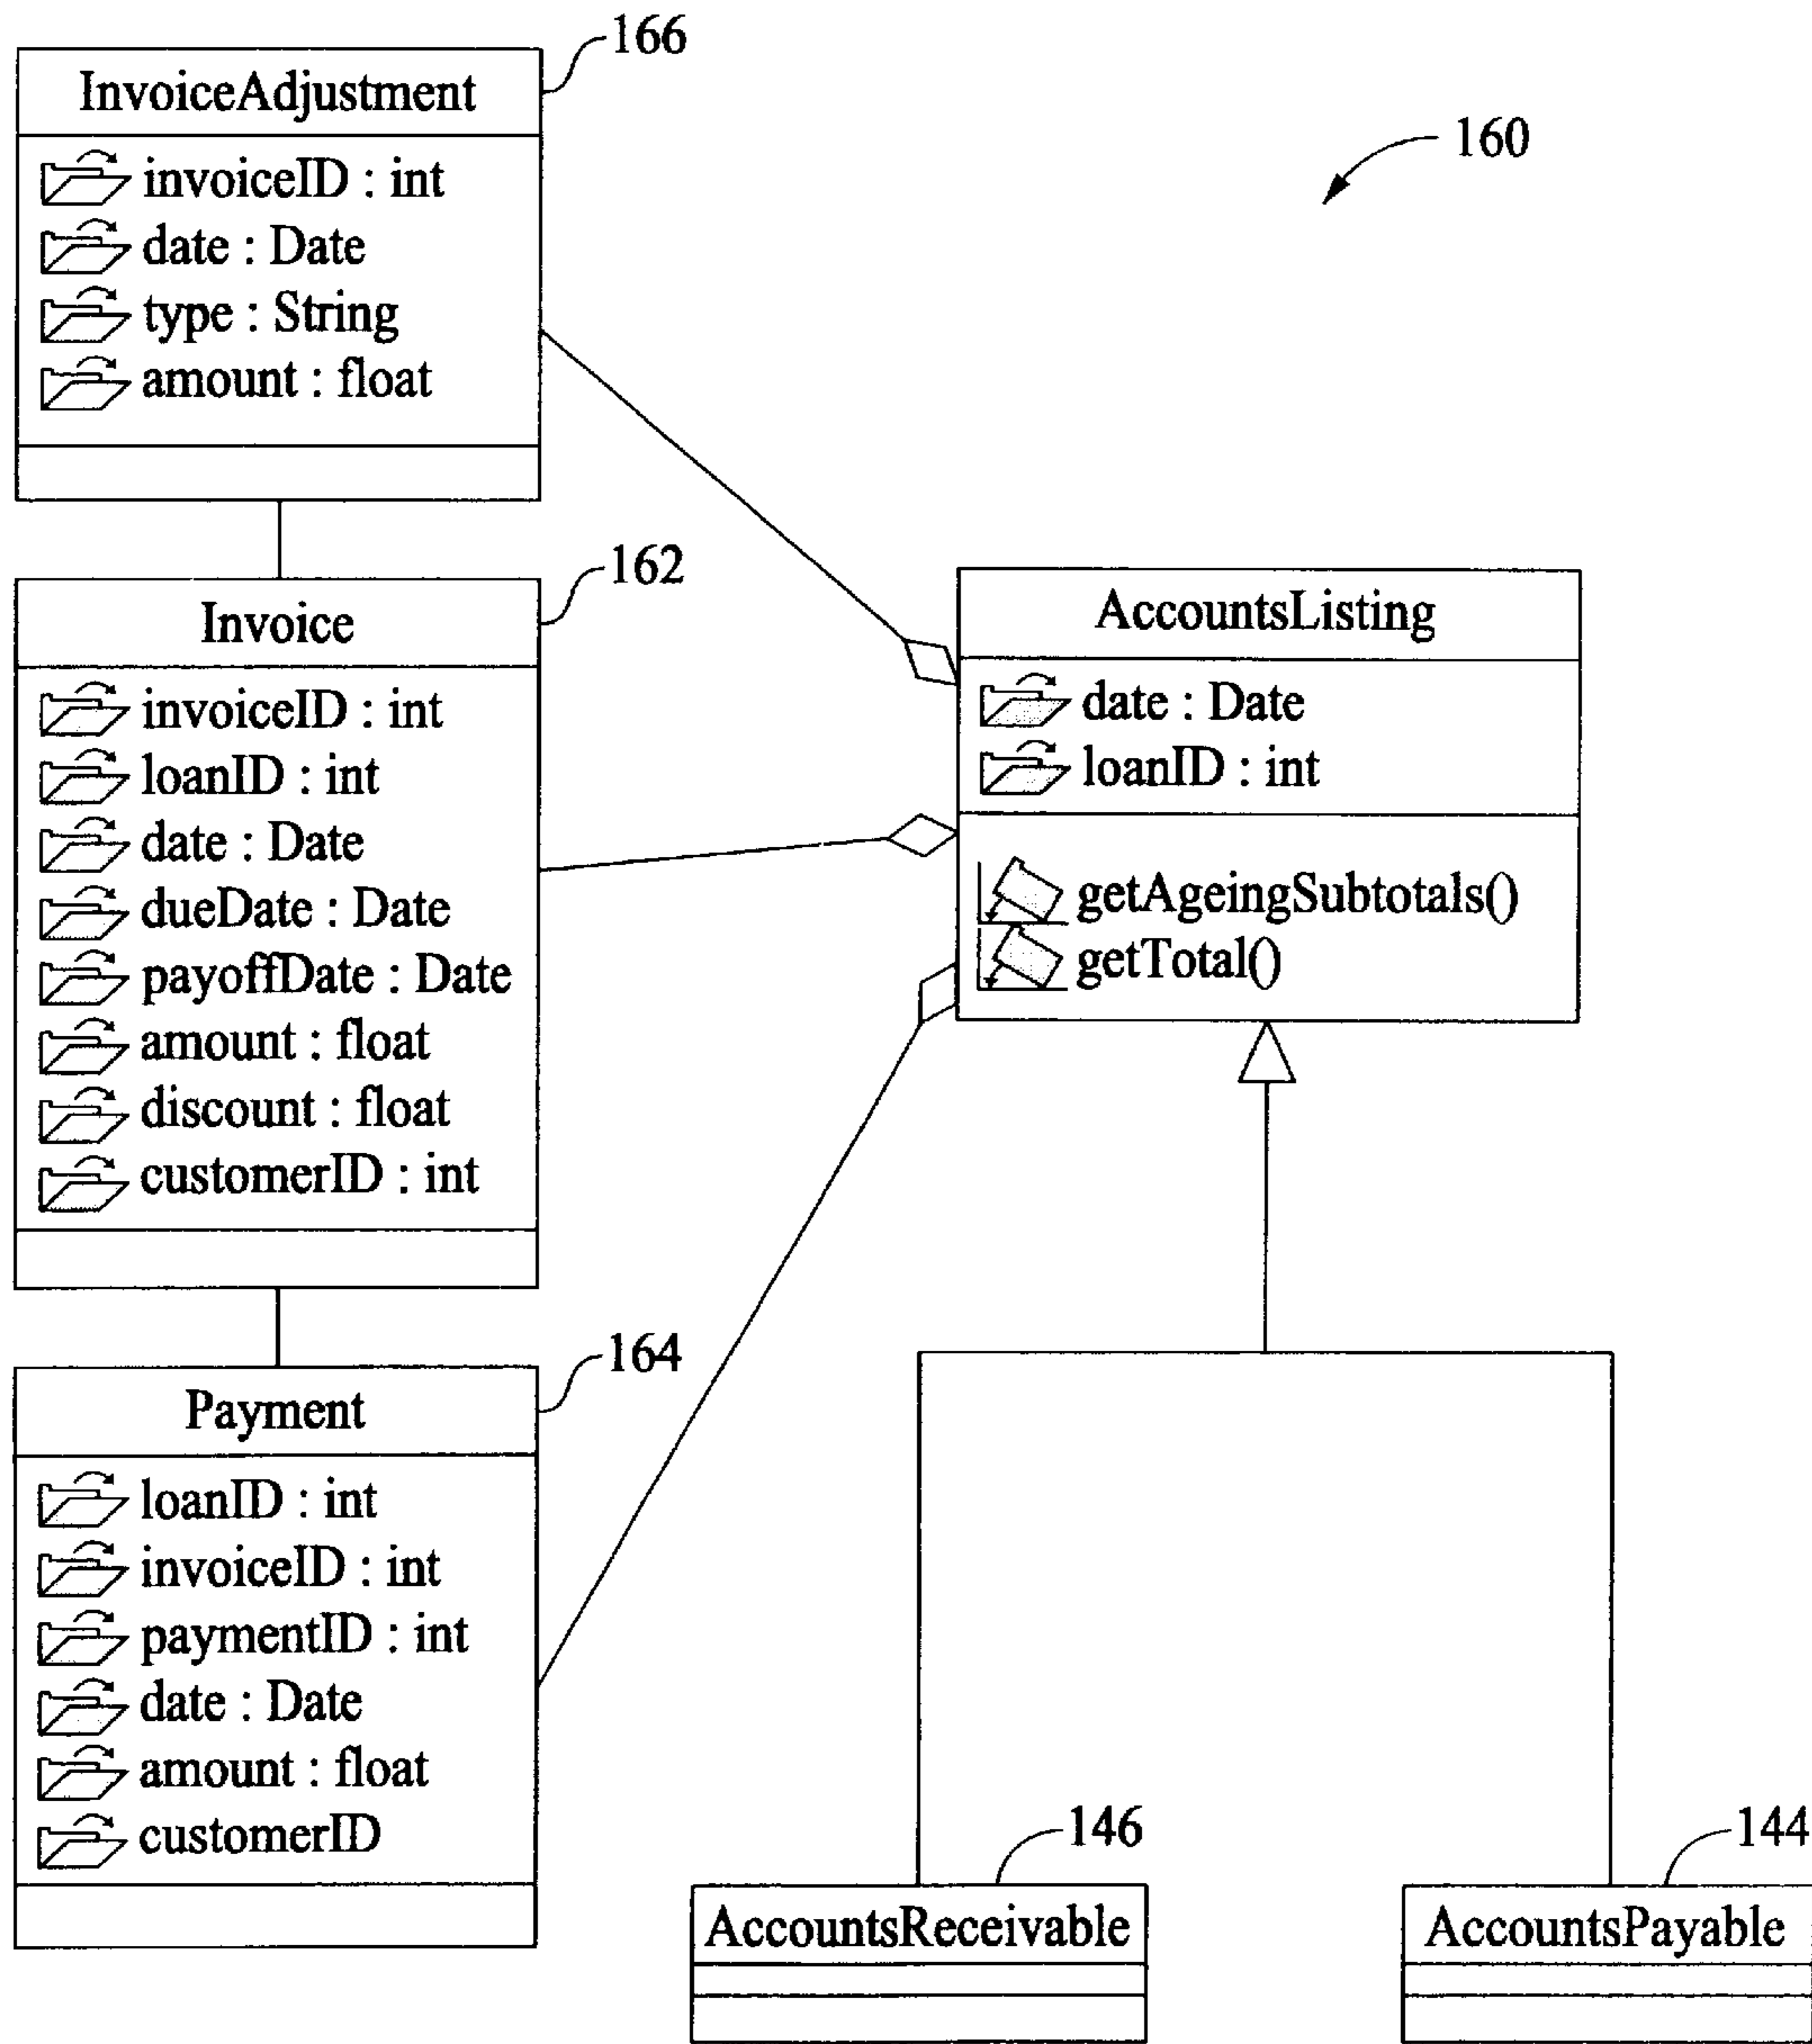 166
InvoiceAdjustment
invoiceID : int
date : Date
type : String
amount : float
160
162
Invoice
invoiceID : int
loanID : int
date : Date
dueDate : Date
payoffDate : Date
amount : float
discount : float
customerID : int
AccountsListing
date : Date
loanID : int
getAgeingSubtotals()
getTotal()
164
Payment
loanID : int
invoiceID : int
paymentID : int
date : Date
amount : float
customerID
146
AccountsReceivable
144
AccountsPayable